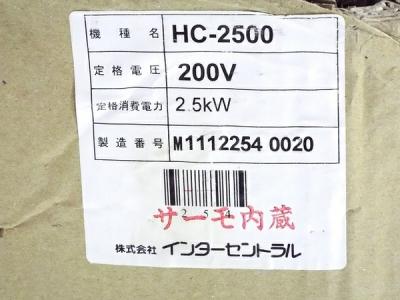 機種名 HC-2500
定格電圧 200V
定格消費電力 2.5kW
製造番号 M1112254 0020
254
サーモ内蔵
株式会社 インターセントラル